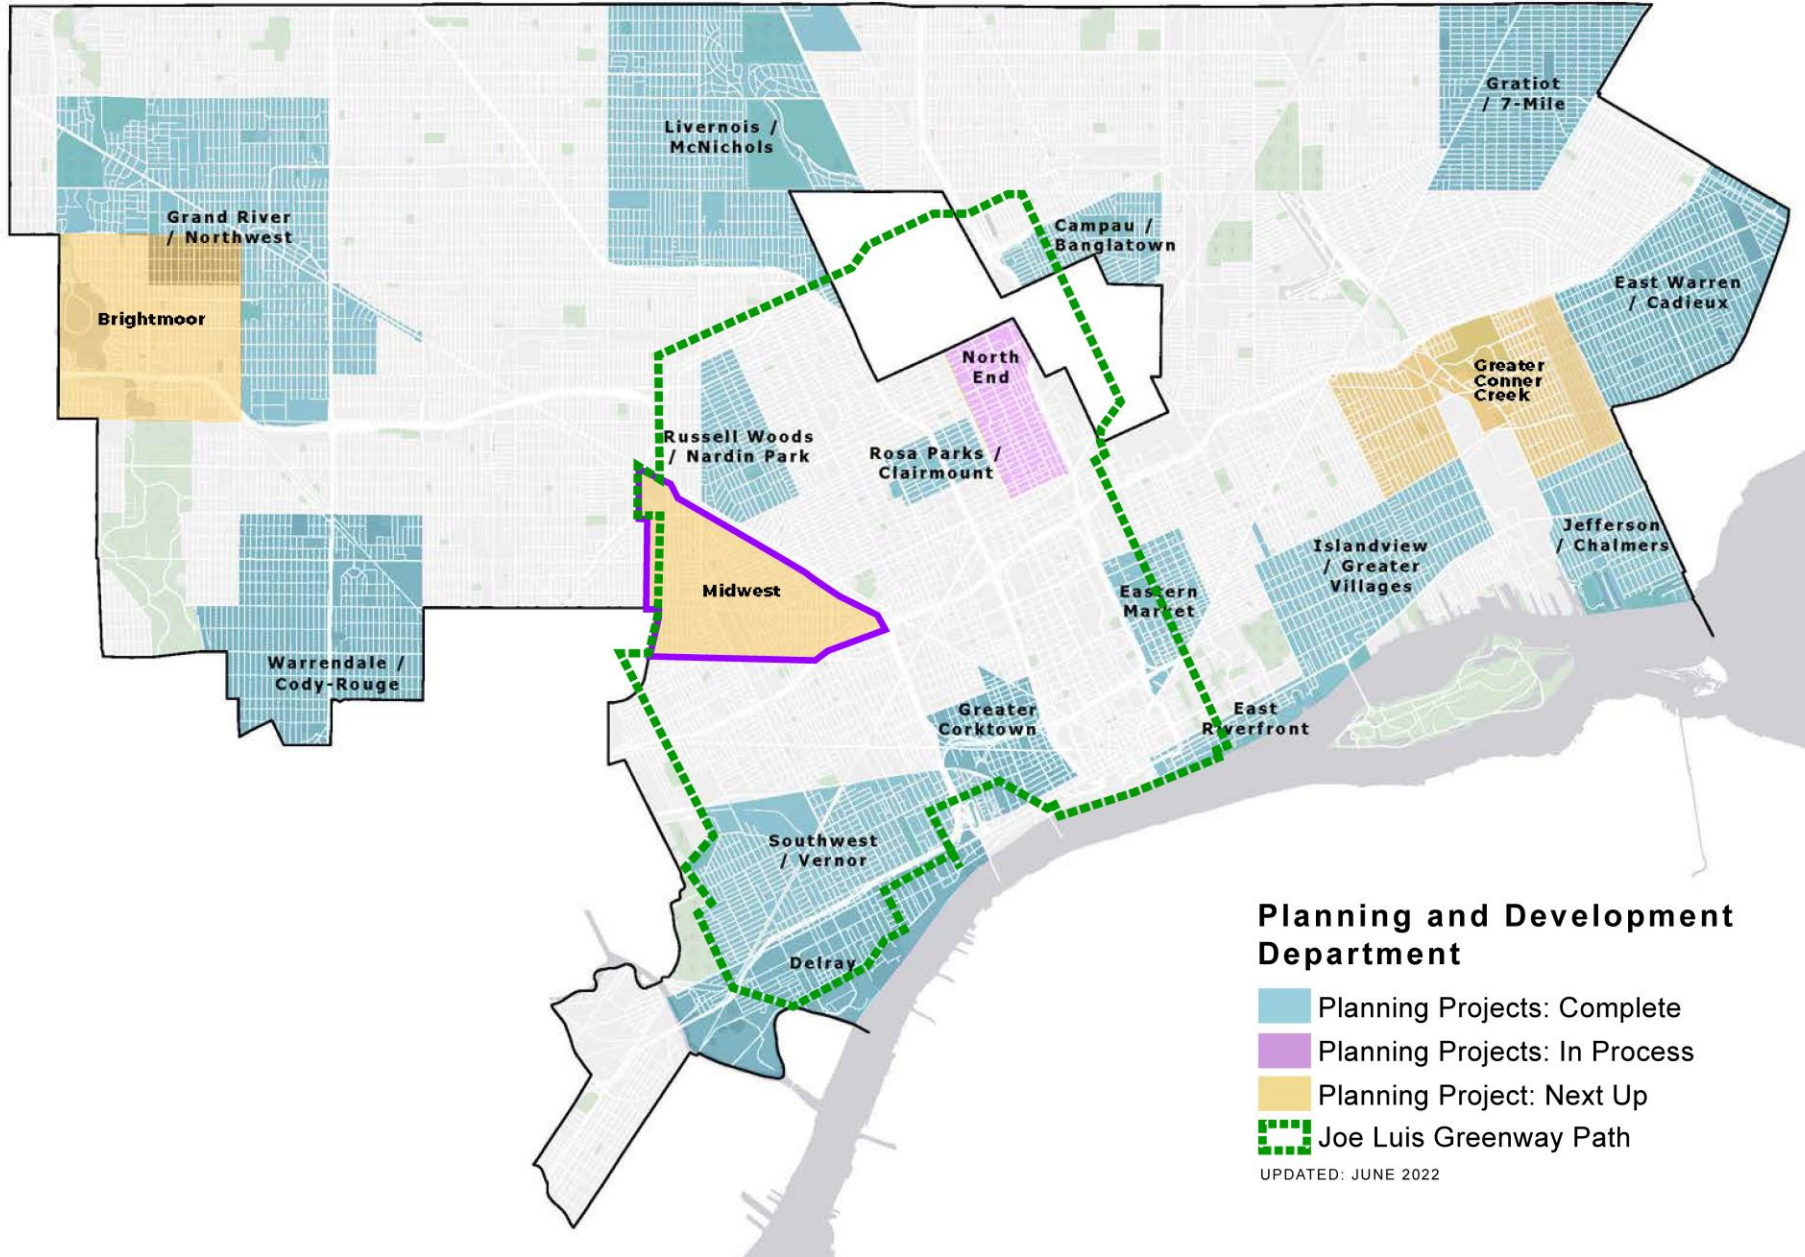 Gratiot
/ 7-Mile
Livernois /
McNichols
Grand River
/ Northwest
Campau /
Banglatown
East Warren
/ Cadieux
Brightmoor
North
End
Greater
Conner
Creek
Russell Woods
/ Nardin Park
Rosa Parks /
Clairmount
Jefferson
/ Chalmers
Islandview
/ Greater
Villages
Midwest
Eastern
Market
Warrendale /
Cody-Rouge
Greater
Corktown
East
Riverfront
Southwest
/ Vernor
Delray
Planning and Development
Department
Planning Projects: Complete
Planning Projects: In Process
Planning Project: Next Up
Joe Luis Greenway Path
UPDATED: JUNE 2022